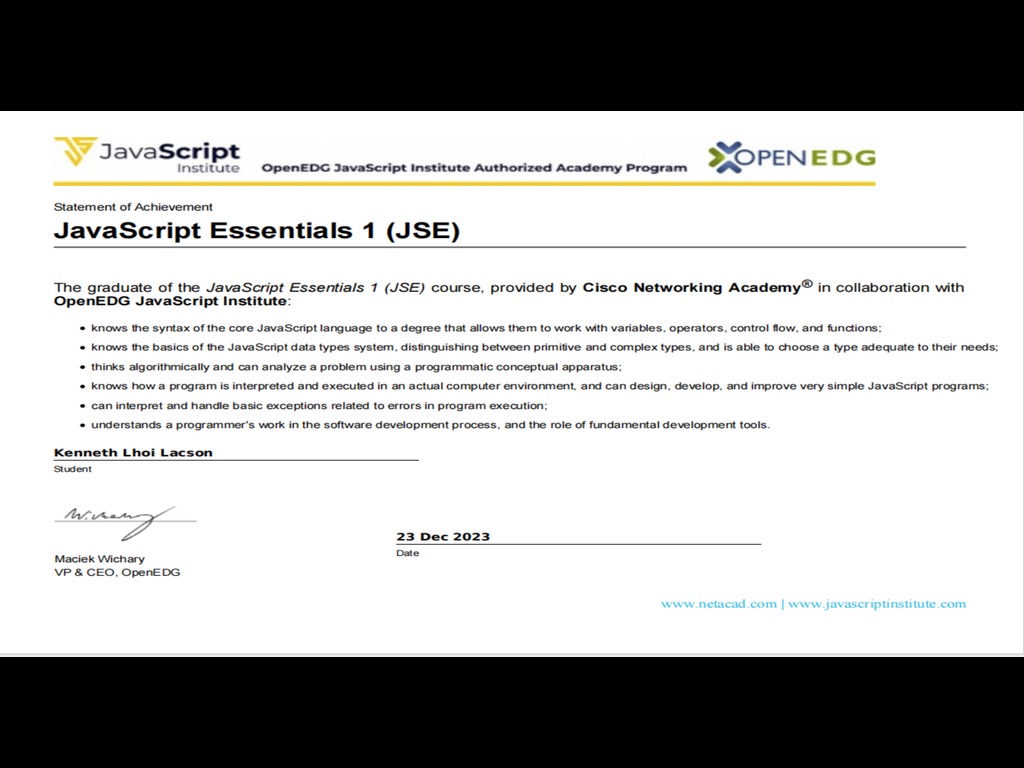 JavaScript
Institute
OpenEDG JavaScript Institute Authorized Academy Program
OPENEDG
Statement of Achievement
JavaScript Essentials 1 (JSE)
The graduate of the JavaScript Essentials 1 (JSE) course, provided by Cisco Networking Academy® in collaboration with
OpenEDG JavaScript Institute:
• knows the syntax of the core JavaScript language to a degree that allows them to work with variables, operators, control flow, and functions;
• knows the basics of the JavaScript data types system, distinguishing between primitive and complex types, and is able to choose a type adequate to their needs;
• thinks algorithmically and can analyze a problem using a programmatic conceptual apparatus;
• knows how a program is interpreted and executed in an actual computer environment, and can design, develop, and improve very simple JavaScript programs;
• can interpret and handle basic exceptions related to errors in program execution;
• understands a programmer's work in the software development process, and the role of fundamental development tools.
Kenneth Lhoi Lacson
Student
23 Dec 2023
Date
Maciek Wichary
VP & CEO, OpenEDG
www.netacad.com | www.javascriptinstitute.com